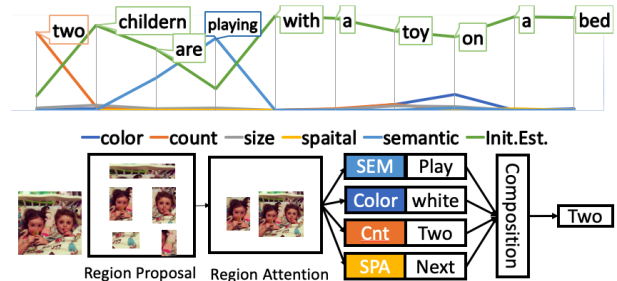 two childern are playing with a toy on a bed
color count size spaital semantic Init.Est.
SEM Play
Color white
Cnt Two
SPA Next
Composition
Two
Region Proposal Region Attention